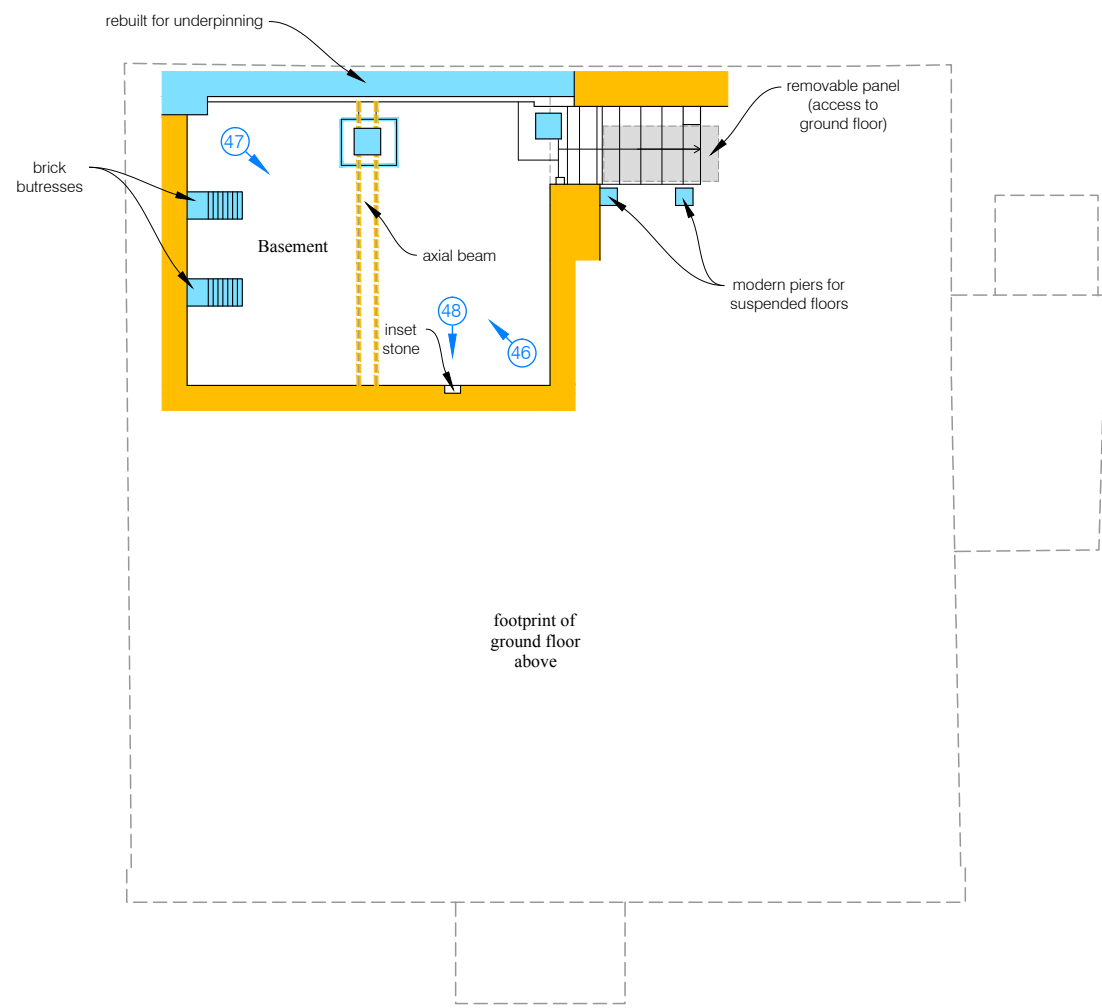 rebuilt for underpinning
removable panel
(access to
ground floor)
47
brick
butresses
Basement
axial beam
modern piers for
suspended floors
48
inset
stone
46
footprint of
ground floor
above